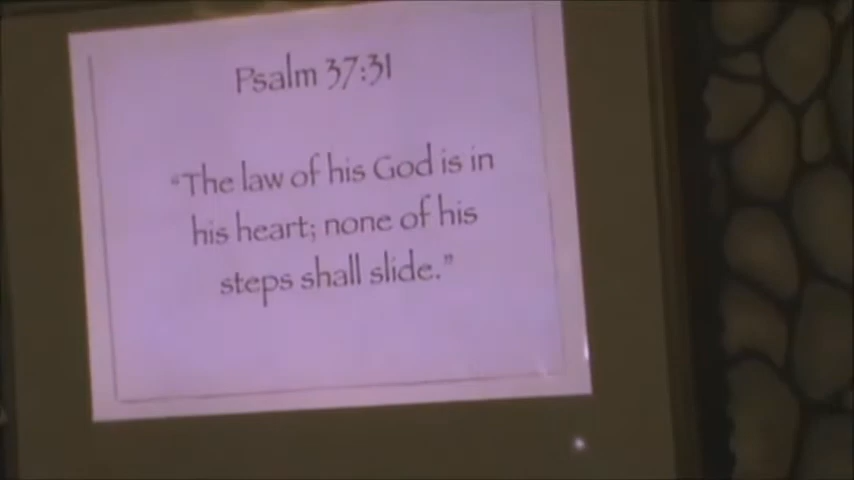 Psalm 37:31
“The law of his God is in
his heart; none of his
steps shall slide.”